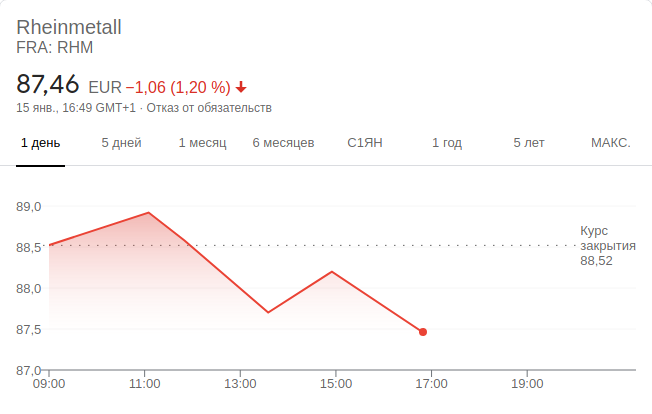 Rheinmetall
FRA: RHM
87,46 EUR −1,06 (1,20 %)
15 янв., 16:49 GMT+1 · Отказ от обязательств
1 день 5 дней 1 месяц 6 месяцев С1ЯН 1 год 5 лет МАКС.
89,0
Курс
88,5 закрытия
88,52
88,0
87,5
87,0
09:00 11:00 13:00 15:00 17:00 19:00